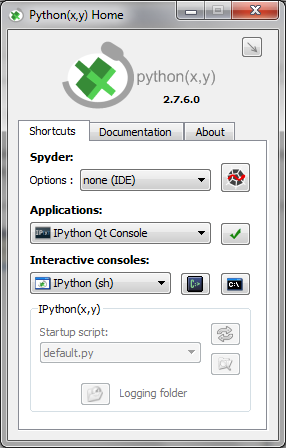 Python(x,y) Home
python(x,y)
2.7.6.0
Shortcuts Documentation About
Spyder:
Options : none (IDE)
Applications:
IPy IPython Qt Console
Interactive consoles:
IPython (sh)
C:\
IPython(x,y)
Startup script:
default.py
Logging folder